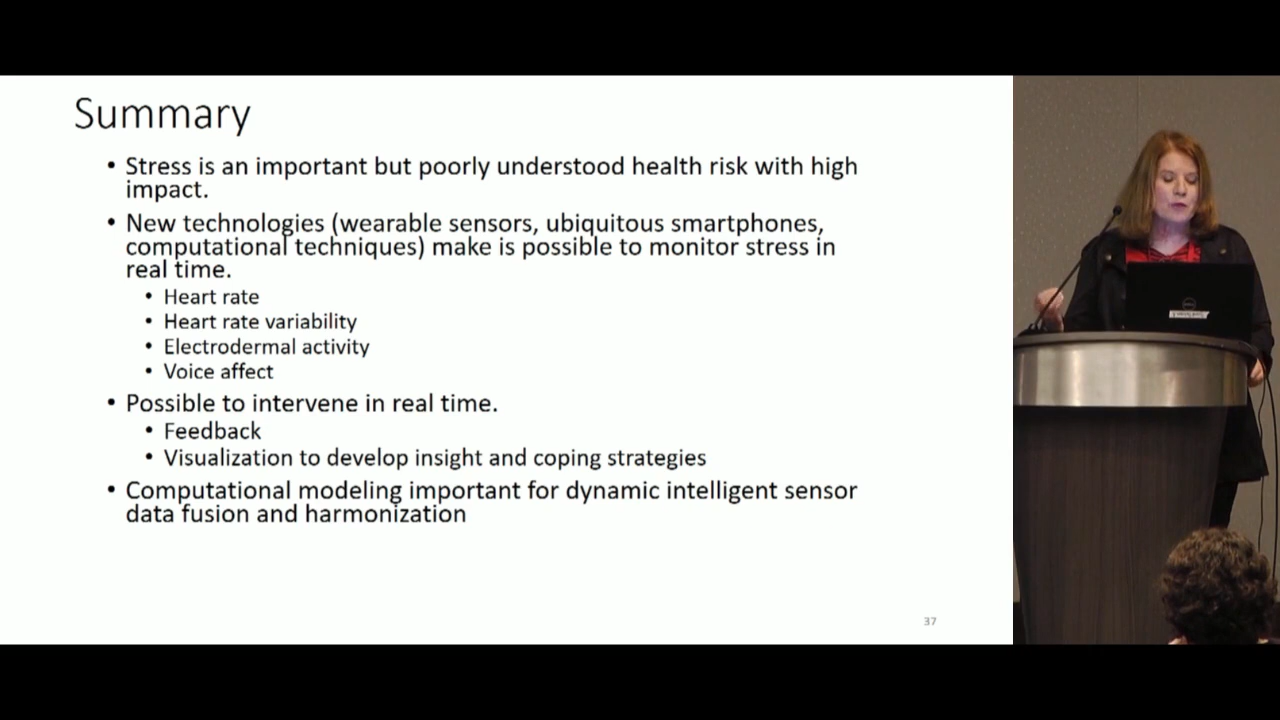 Summary
• Stress is an important but poorly understood health risk with high
impact.
• New technologies (wearable sensors, ubiquitous smartphones,
computational techniques) make is possible to monitor stress in
real time.
• Heart rate
• Heart rate variability
• Electrodermal activity
• Voice affect
• Possible to intervene in real time.
• Feedback
• Visualization to develop insight and coping strategies
• Computational modeling important for dynamic intelligent sensor
data fusion and harmonization
37